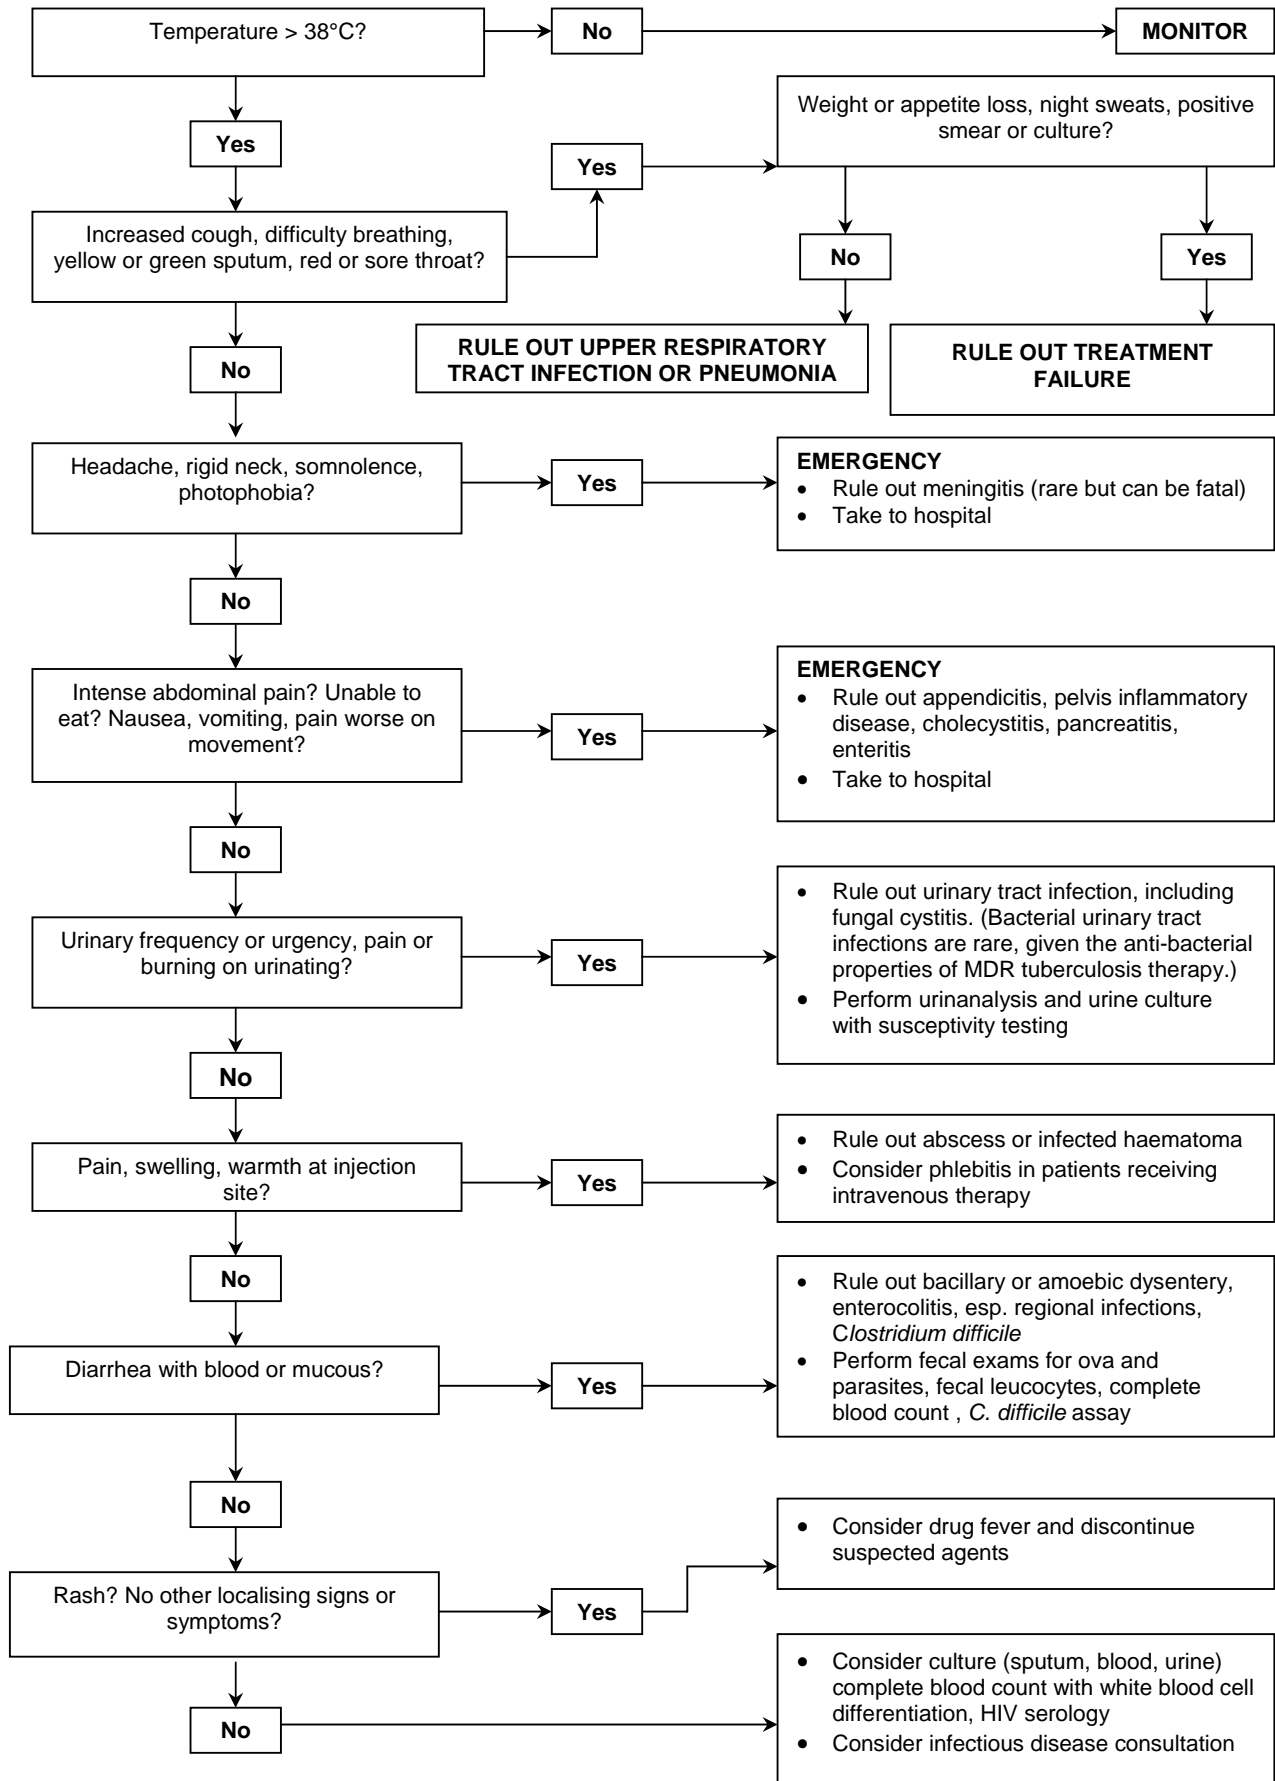 Temperature > 38°C?
No
MONITOR
Yes
Weight or appetite loss, night sweats, positive
smear or culture?
Yes
Increased cough, difficulty breathing,
yellow or green sputum, red or sore throat?
No
Yes
No
RULE OUT UPPER RESPIRATORY
TRACT INFECTION OR PNEUMONIA
RULE OUT TREATMENT
FAILURE
Headache, rigid neck, somnolence,
photophobia?
Yes
EMERGENCY
• Rule out meningitis (rare but can be fatal)
• Take to hospital
No
Intense abdominal pain? Unable to
eat? Nausea, vomiting, pain worse on
movement?
Yes
EMERGENCY
• Rule out appendicitis, pelvis inflammatory
disease, cholecystitis, pancreatitis,
enteritis
• Take to hospital
No
Urinary frequency or urgency, pain or
burning on urinating?
Yes
• Rule out urinary tract infection, including
fungal cystitis. (Bacterial urinary tract
infections are rare, given the anti-bacterial
properties of MDR tuberculosis therapy.)
• Perform urinanalysis and urine culture
with susceptivity testing
No
Pain, swelling, warmth at injection
site?
Yes
• Rule out abscess or infected haematoma
• Consider phlebitis in patients receiving
intravenous therapy
No
Diarrhea with blood or mucous?
Yes
• Rule out bacillary or amoebic dysentery,
enterocolitis, esp. regional infections,
Clostridium difficile
• Perform fecal exams for ova and
parasites, fecal leucocytes, complete
blood count , C. difficile assay
No
Rash? No other localising signs or
symptoms?
Yes
• Consider drug fever and discontinue
suspected agents
No
• Consider culture (sputum, blood, urine)
complete blood count with white blood cell
differentiation, HIV serology
• Consider infectious disease consultation